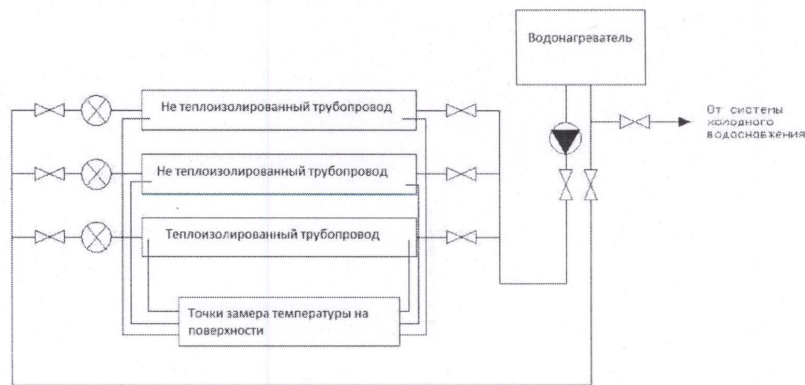 Водонагреватель
Не теплоизолированный трубопровод
От системы
холодного
водоснабжения
Не теплоизолированный трубопровод
Теплоизолированный трубопровод
Точки замера температуры на
поверхности